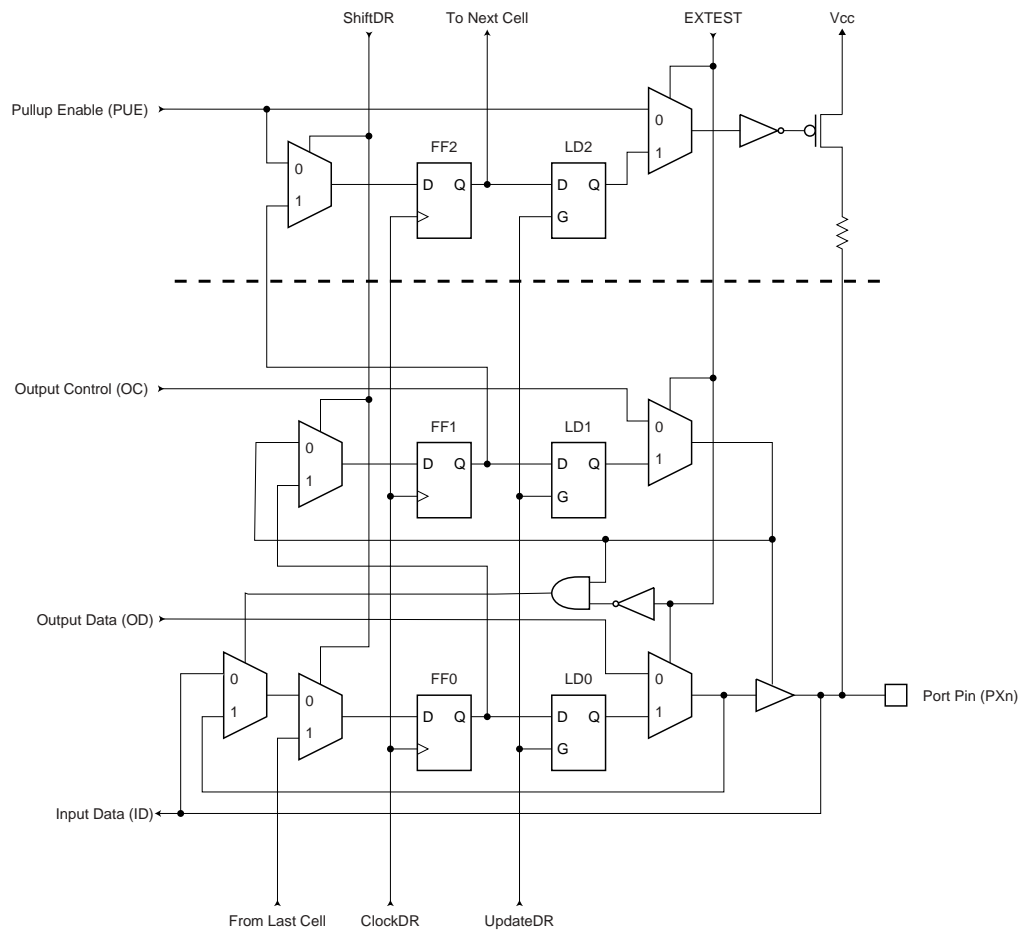 ShiftDR
To Next Cell
EXTEST
Vcc
Pullup Enable (PUE)
0
1
FF2
D Q
LD2
D Q
G
0
1
Output Control (OC)
0
1
FF1
D Q
LD1
D Q
G
0
1
Output Data (OD)
0
1
0
1
FF0
D Q
LD0
D Q
G
0
1
Port Pin (PXn)
Input Data (ID)
From Last Cell
ClockDR
UpdateDR